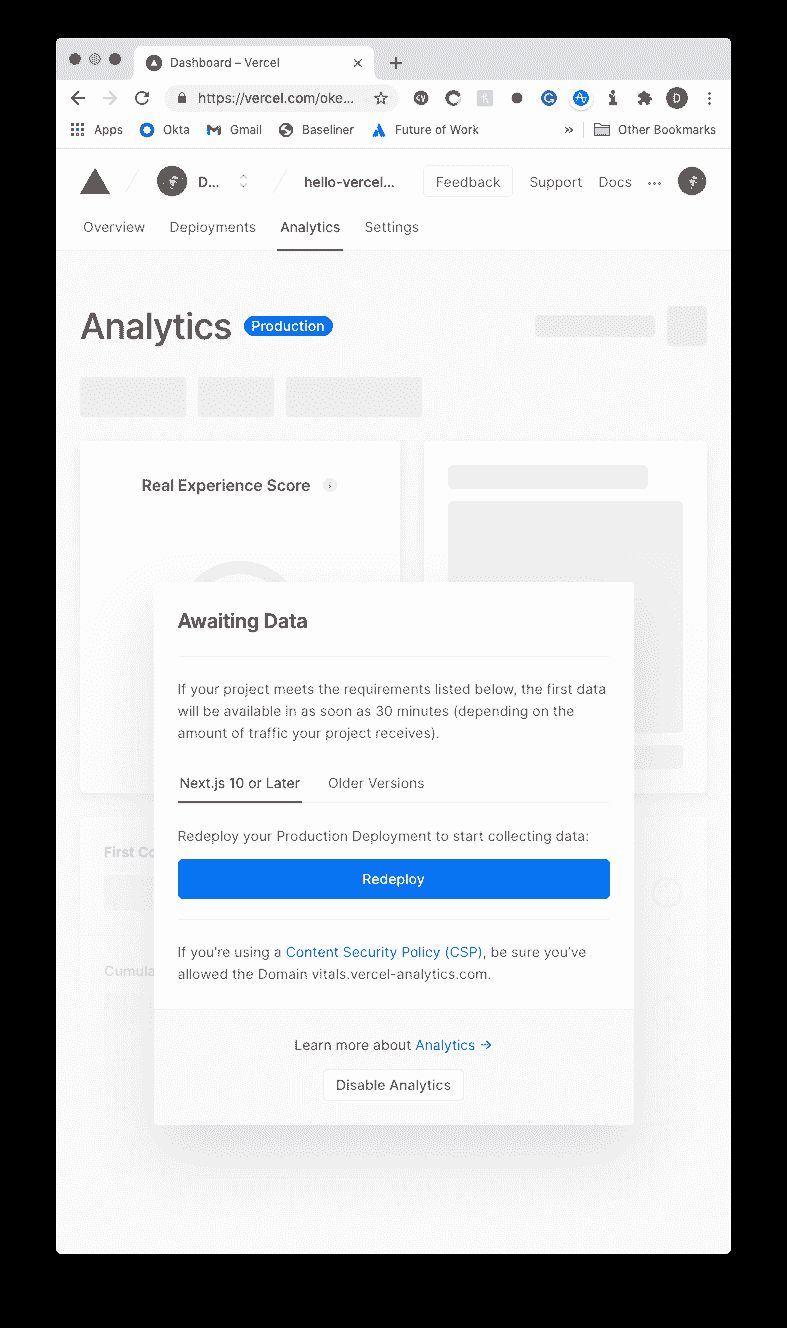 Dashboard – Vercel
https://vercel.com/oke...
D
Apps
Okta
Gmail
Baseliner
Future of Work
»
Other Bookmarks
D...
hello-vercel...
Feedback
Support
Docs
Overview
Deployments
Analytics
Settings
Analytics
Production
Real Experience Score
Awaiting Data
If your project meets the requirements listed below, the first data
will be available in as soon as 30 minutes (depending on the
amount of traffic your project receives).
Next.js 10 or Later
Older Versions
Redeploy your Production Deployment to start collecting data:
First Co
Redeploy
If you're using a Content Security Policy (CSP), be sure you've
allowed the Domain vitals.vercel-analytics.com.
Cumula
Learn more about Analytics →
Disable Analytics